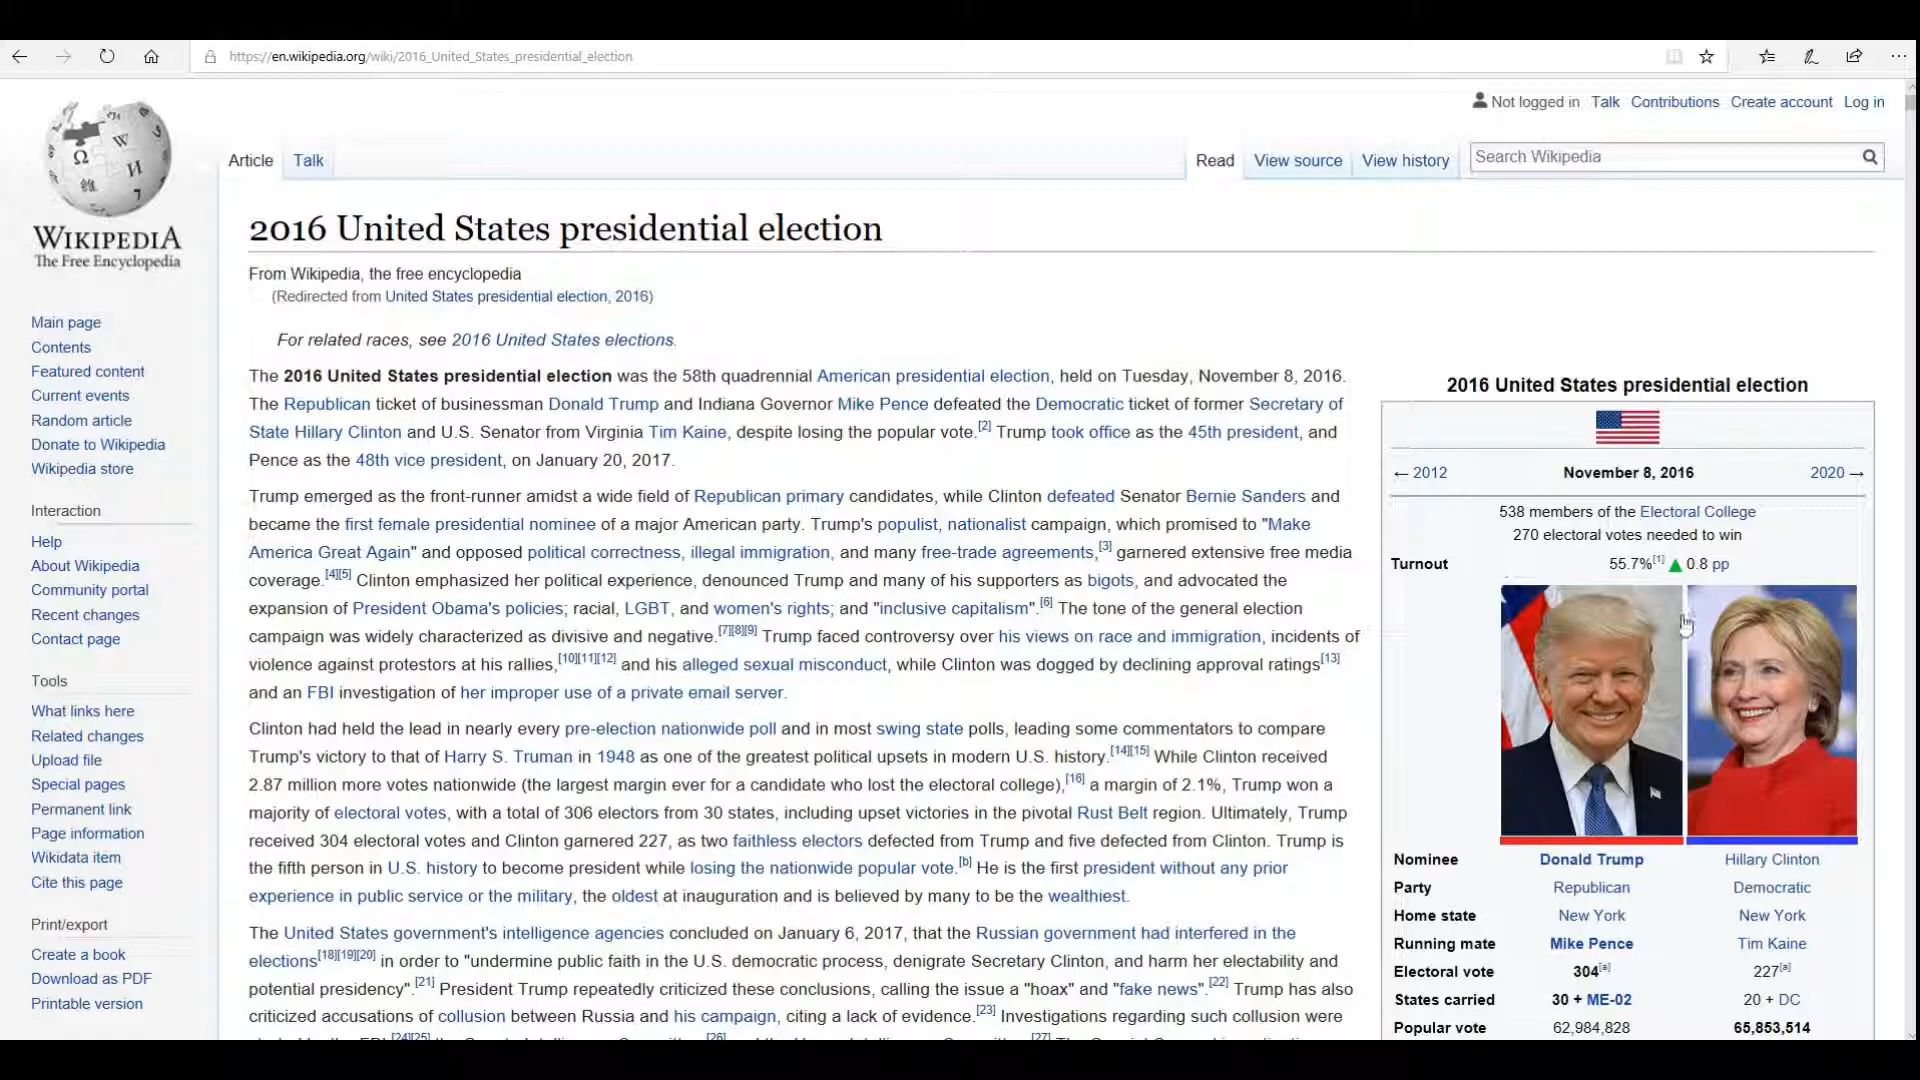 https://en.wikipedia.org/wiki/2016_United_States_presidential_election
Not logged in Talk Contributions Create account Log in
Article Talk Read View source View history Search Wikipedia
WIKIPEDIA
The Free Encyclopedia
Main page
Contents
Featured content
Current events
Random article
Donate to Wikipedia
Wikipedia store
Interaction
Help
About Wikipedia
Community portal
Recent changes
Contact page
Tools
What links here
Related changes
Upload file
Special pages
Permanent link
Page information
Wikidata item
Cite this page
Print/export
Create a book
Download as PDF
Printable version
2016 United States presidential election
From Wikipedia, the free encyclopedia
(Redirected from United States presidential election, 2016)
For related races, see 2016 United States elections.
The 2016 United States presidential election was the 58th quadrennial American presidential election, held on Tuesday, November 8, 2016.
The Republican ticket of businessman Donald Trump and Indiana Governor Mike Pence defeated the Democratic ticket of former Secretary of
State Hillary Clinton and U.S. Senator from Virginia Tim Kaine, despite losing the popular vote.[2] Trump took office as the 45th president, and
Pence as the 48th vice president, on January 20, 2017.
Trump emerged as the front-runner amidst a wide field of Republican primary candidates, while Clinton defeated Senator Bernie Sanders and
became the first female presidential nominee of a major American party. Trump's populist, nationalist campaign, which promised to "Make
America Great Again" and opposed political correctness, illegal immigration, and many free-trade agreements,[3] garnered extensive free media
coverage.[4][5] Clinton emphasized her political experience, denounced Trump and many of his supporters as bigots, and advocated the
expansion of President Obama's policies; racial, LGBT, and women's rights; and "inclusive capitalism".[6] The tone of the general election
campaign was widely characterized as divisive and negative.[7][8][9] Trump faced controversy over his views on race and immigration, incidents of
violence against protestors at his rallies,[10][11][12] and his alleged sexual misconduct, while Clinton was dogged by declining approval ratings[13]
and an FBI investigation of her improper use of a private email server.
Clinton had held the lead in nearly every pre-election nationwide poll and in most swing state polls, leading some commentators to compare
Trump's victory to that of Harry S. Truman in 1948 as one of the greatest political upsets in modern U.S. history.[14][15] While Clinton received
2.87 million more votes nationwide (the largest margin ever for a candidate who lost the electoral college),[16] a margin of 2.1%, Trump won a
majority of electoral votes, with a total of 306 electors from 30 states, including upset victories in the pivotal Rust Belt region. Ultimately, Trump
received 304 electoral votes and Clinton garnered 227, as two faithless electors defected from Trump and five defected from Clinton. Trump is
the fifth person in U.S. history to become president while losing the nationwide popular vote.[b] He is the first president without any prior
experience in public service or the military, the oldest at inauguration and is believed by many to be the wealthiest.
The United States government's intelligence agencies concluded on January 6, 2017, that the Russian government had interfered in the
elections[18][19][20] in order to "undermine public faith in the U.S. democratic process, denigrate Secretary Clinton, and harm her electability and
potential presidency".[21] President Trump repeatedly criticized these conclusions, calling the issue a "hoax" and "fake news".[22] Trump has also
criticized accusations of collusion between Russia and his campaign, citing a lack of evidence.[23] Investigations regarding such collusion were
2016 United States presidential election
← 2012 November 8, 2016 2020 →
538 members of the Electoral College
270 electoral votes needed to win
Turnout 55.7%[1] ▲ 0.8 pp
Nominee Donald Trump Hillary Clinton
Party Republican Democratic
Home state New York New York
Running mate Mike Pence Tim Kaine
Electoral vote 304[a] 227[a]
States carried 30 + ME-02 20 + DC
Popular vote 62,984,828 65,853,514